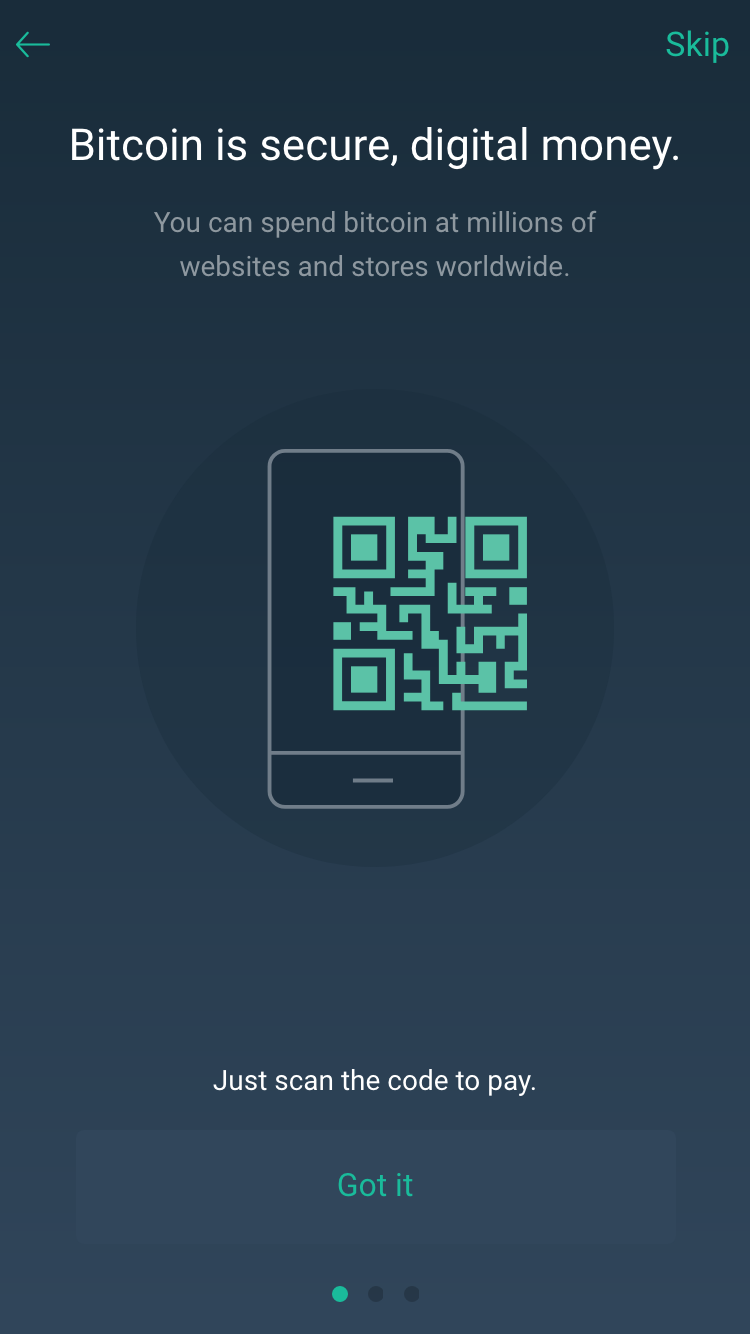 Skip
Bitcoin is secure, digital money.
You can spend bitcoin at millions of
websites and stores worldwide.
Just scan the code to pay.
Got it